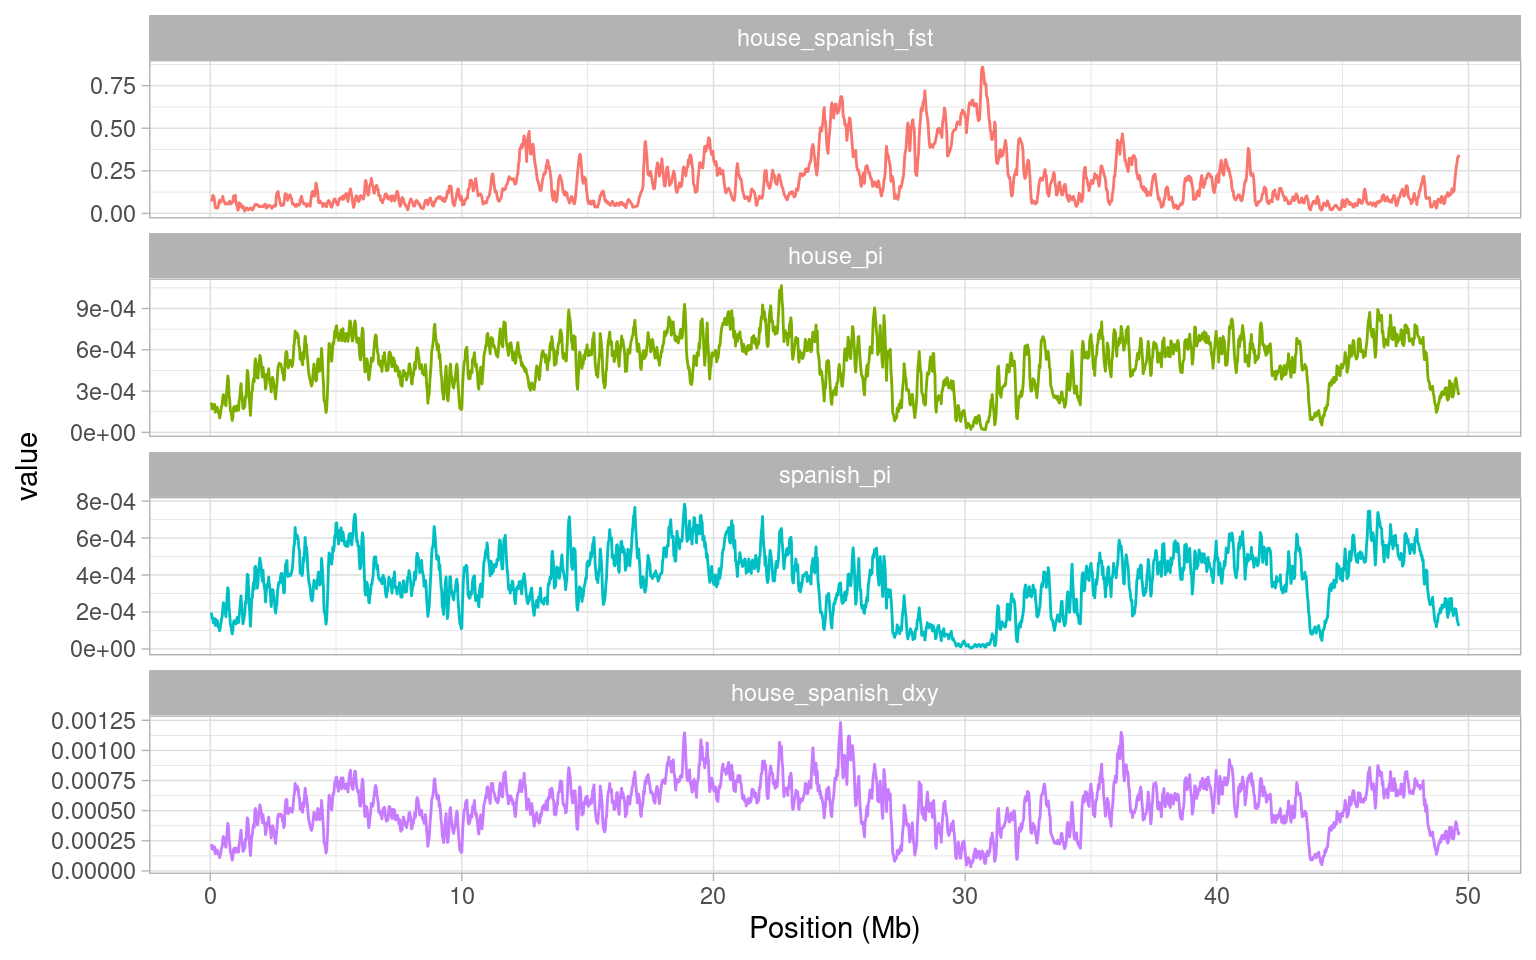 house_spanish_fst
0.75
0.50
0.25
0.00
house_pi
9e-04
6e-04
3e-04
0e+00
value
spanish_pi
8e-04
6e-04
4e-04
2e-04
0e+00
house_spanish_dxy
0.00125
0.00100
0.00075
0.00050
0.00025
0.00000
0 10 20 30 40 50
Position (Mb)